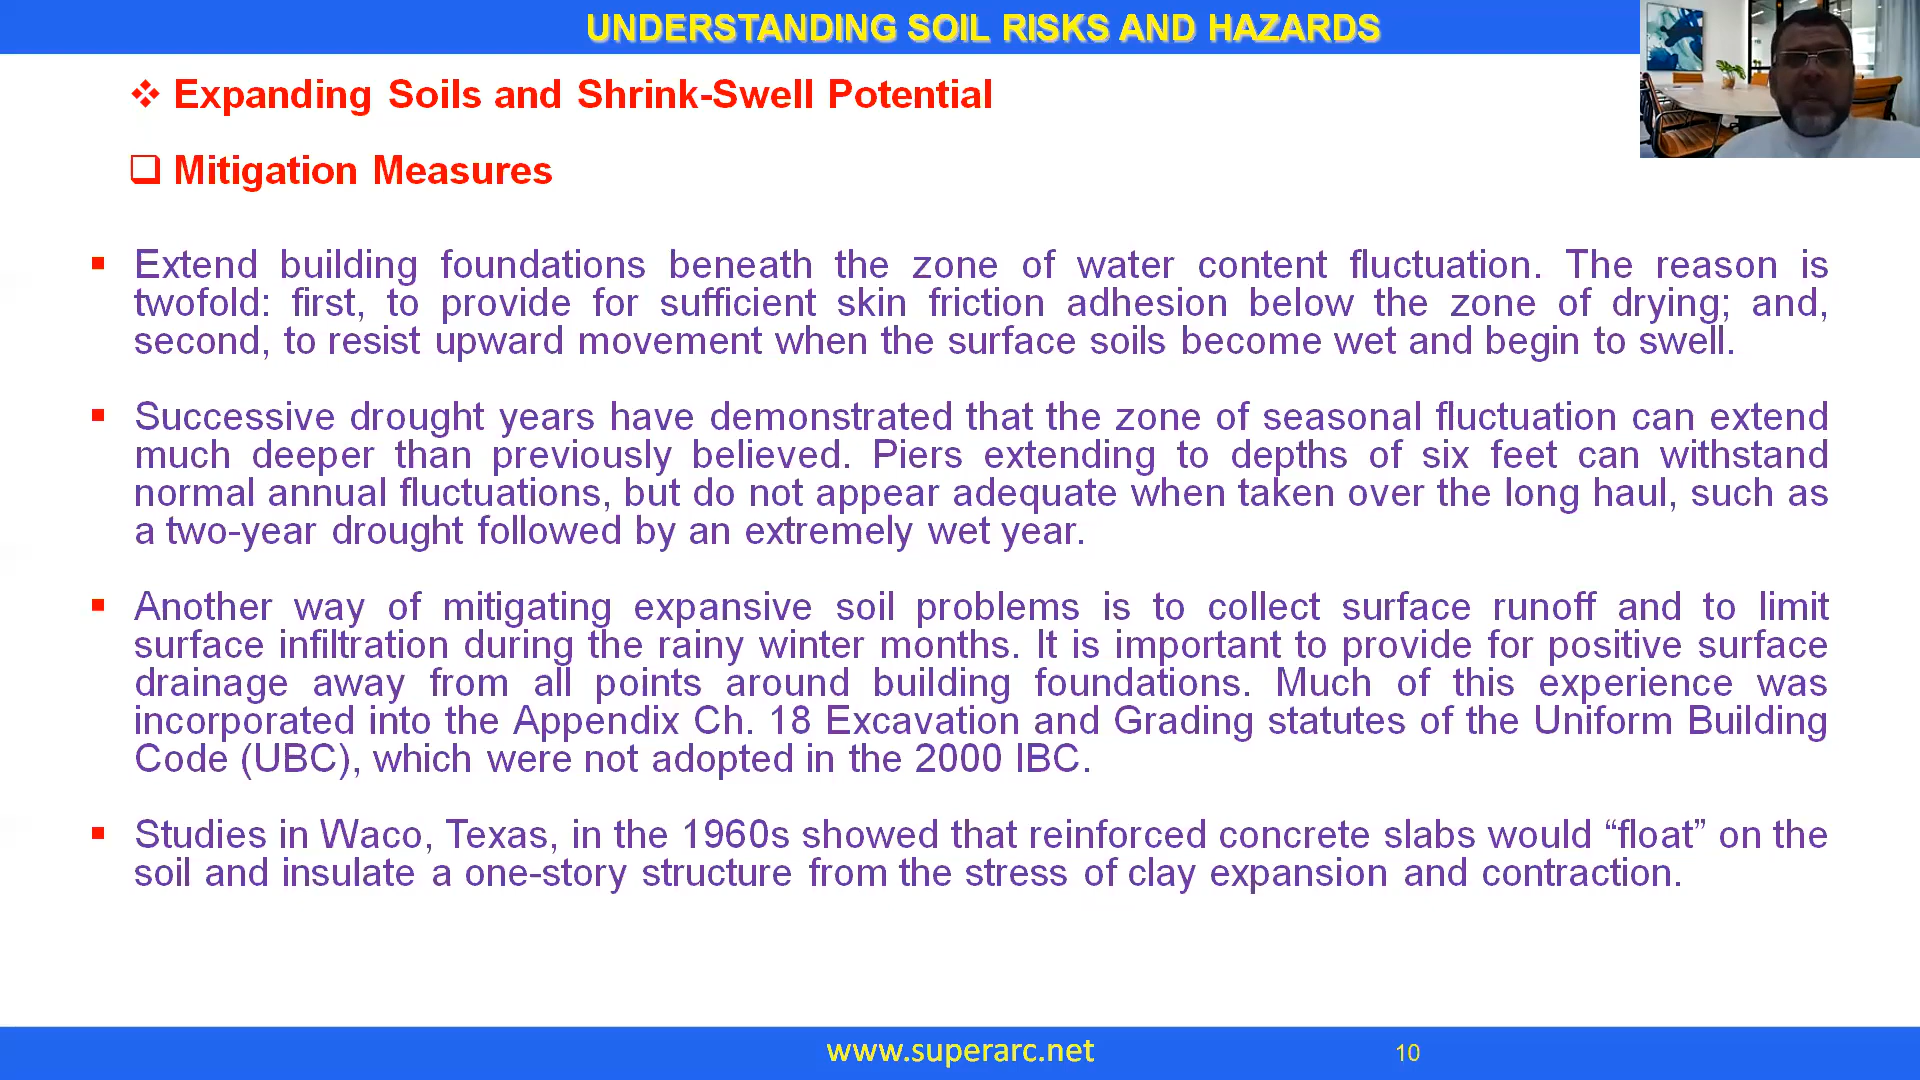 UNDERSTANDING SOIL RISKS AND HAZARDS
Expanding Soils and Shrink-Swell Potential
Mitigation Measures
Extend building foundations beneath the zone of water content fluctuation. The reason is
twofold: first, to provide for sufficient skin friction adhesion below the zone of drying; and,
second, to resist upward movement when the surface soils become wet and begin to swell.
Successive drought years have demonstrated that the zone of seasonal fluctuation can extend
much deeper than previously believed. Piers extending to depths of six feet can withstand
normal annual fluctuations, but do not appear adequate when taken over the long haul, such as
a two-year drought followed by an extremely wet year.
Another way of mitigating expansive soil problems is to collect surface runoff and to limit
surface infiltration during the rainy winter months. It is important to provide for positive surface
drainage away from all points around building foundations. Much of this experience was
incorporated into the Appendix Ch. 18 Excavation and Grading statutes of the Uniform Building
Code (UBC), which were not adopted in the 2000 IBC.
Studies in Waco, Texas, in the 1960s showed that reinforced concrete slabs would “float” on the
soil and insulate a one-story structure from the stress of clay expansion and contraction.
www.superarc.net
10